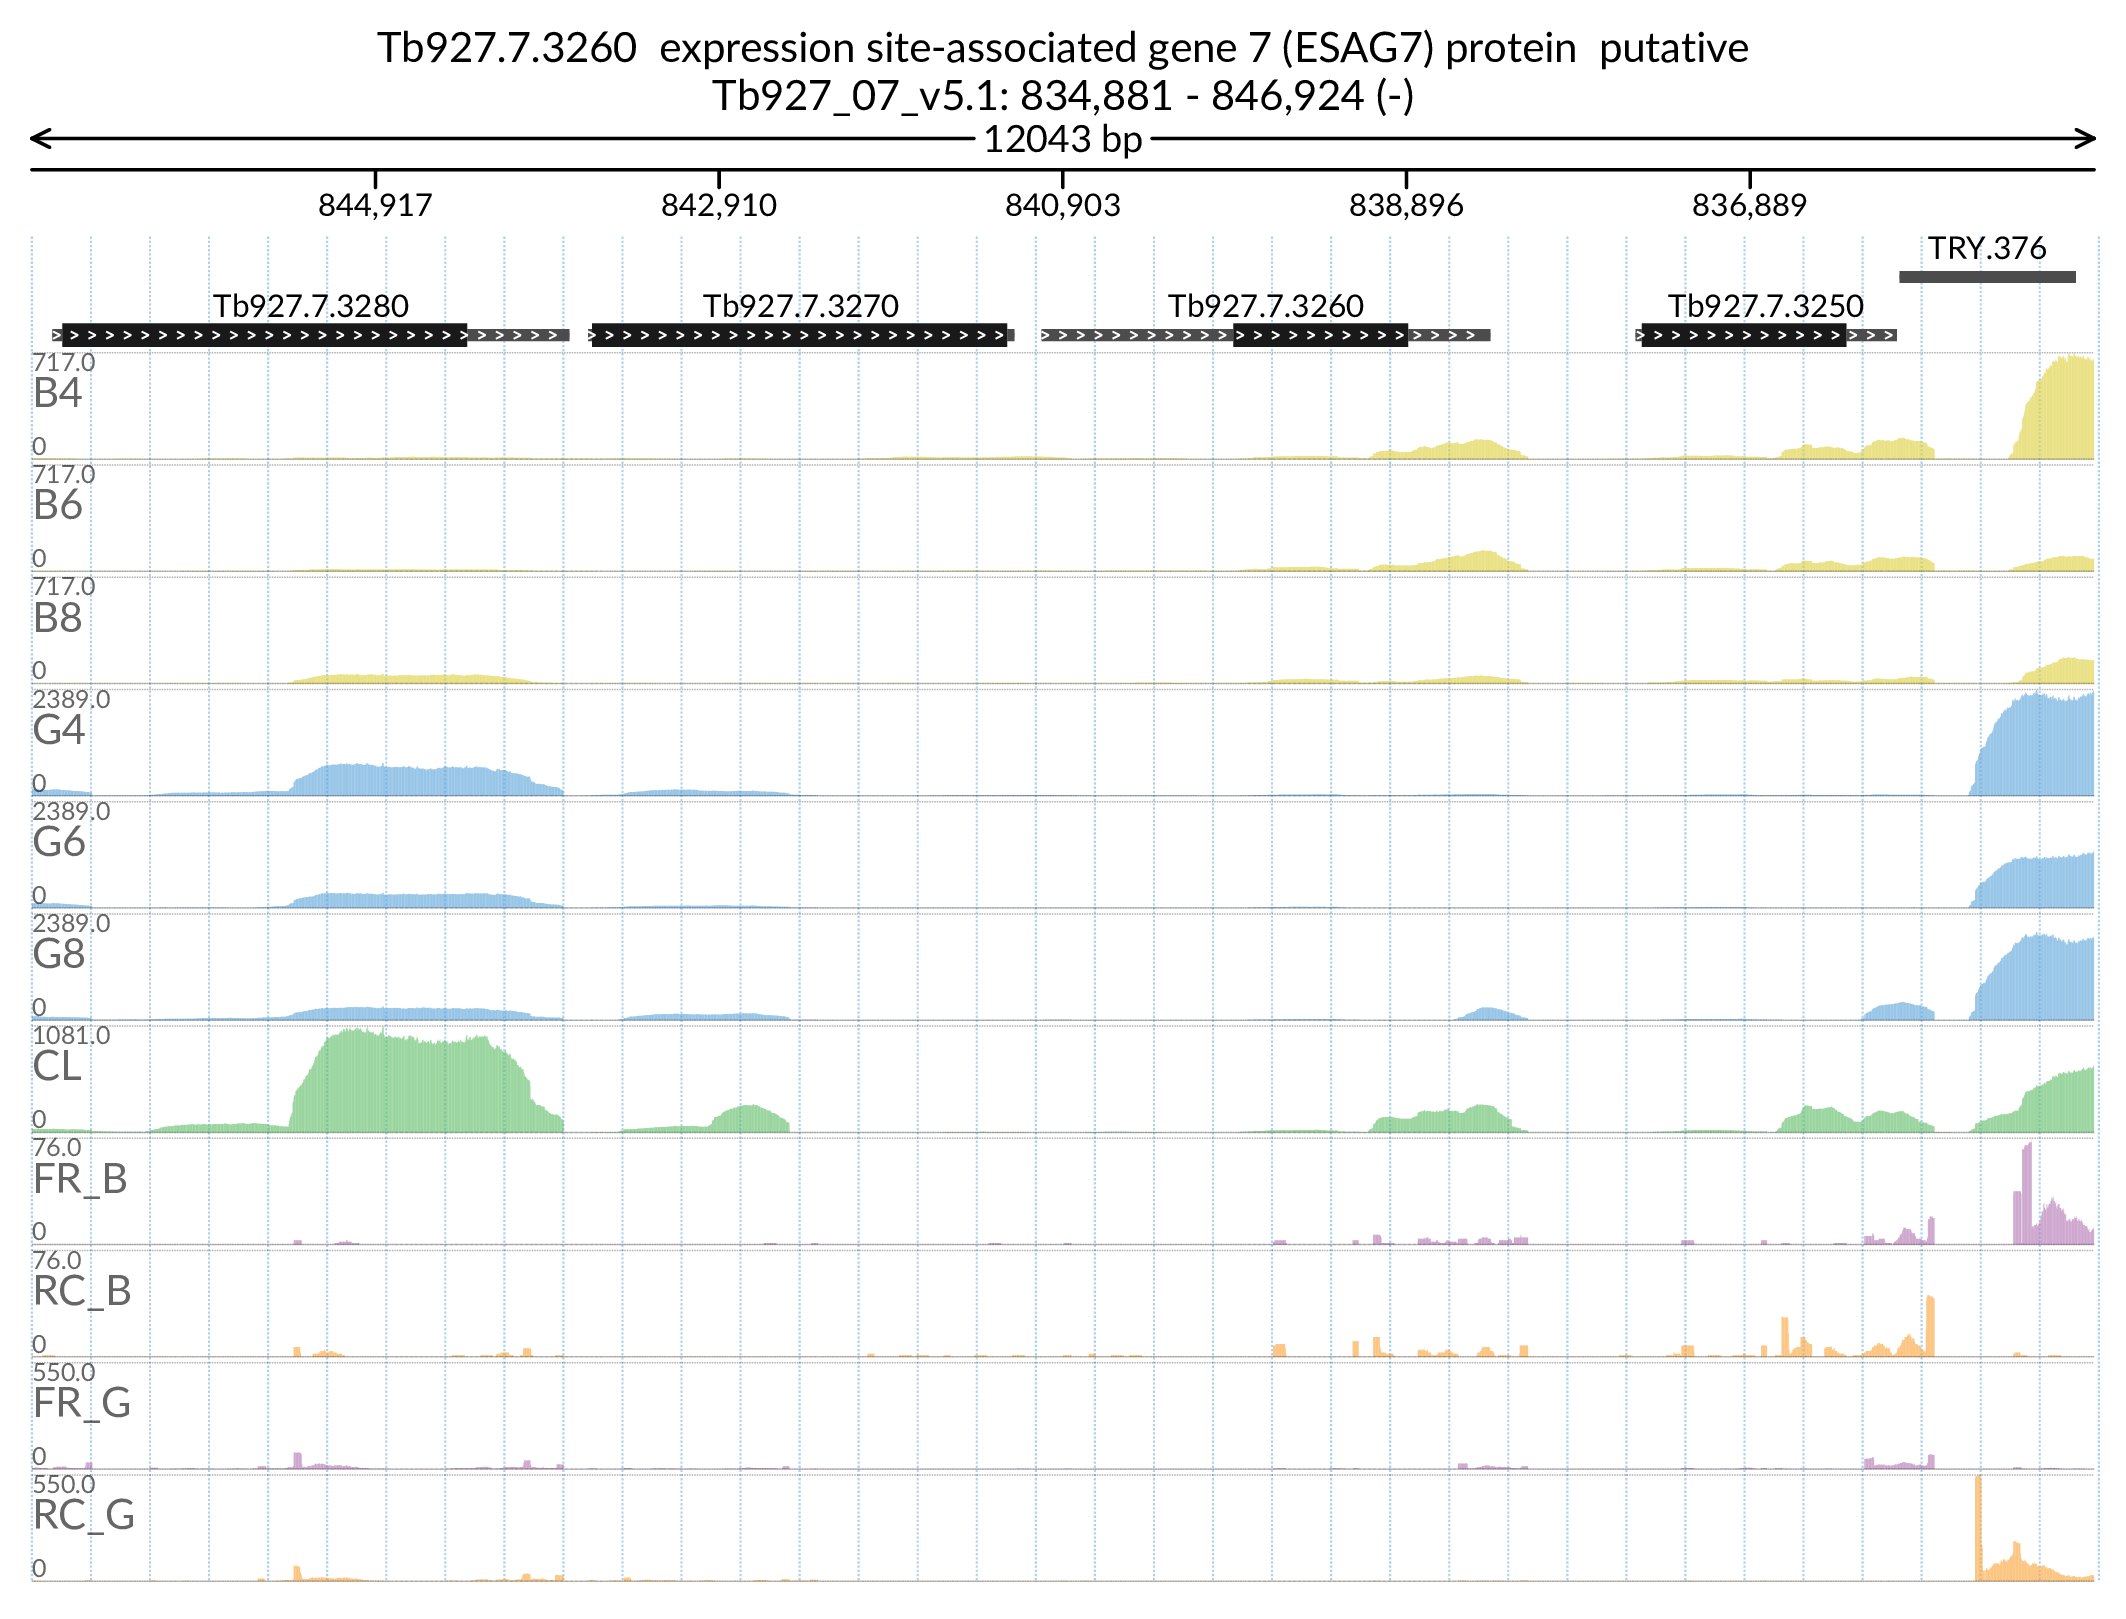 Tb927.7.3260 expression site-associated gene 7 (ESAG7) protein putative
Tb927_07_v5.1: 834,881 - 846,924 (-)
12043 bp
844,917 842,910 840,903 838,896 836,889
TRY.376
Tb927.7.3280 Tb927.7.3270 Tb927.7.3260 Tb927.7.3250
717.0
B4
0
717.0
B6
0
717.0
B8
0
2389.0
G4
0
2389.0
G6
0
2389.0
G8
0
1081.0
CL
0
76.0
FR_B
0
76.0
RC_B
0
550.0
FR_G
0
550.0
RC_G
0